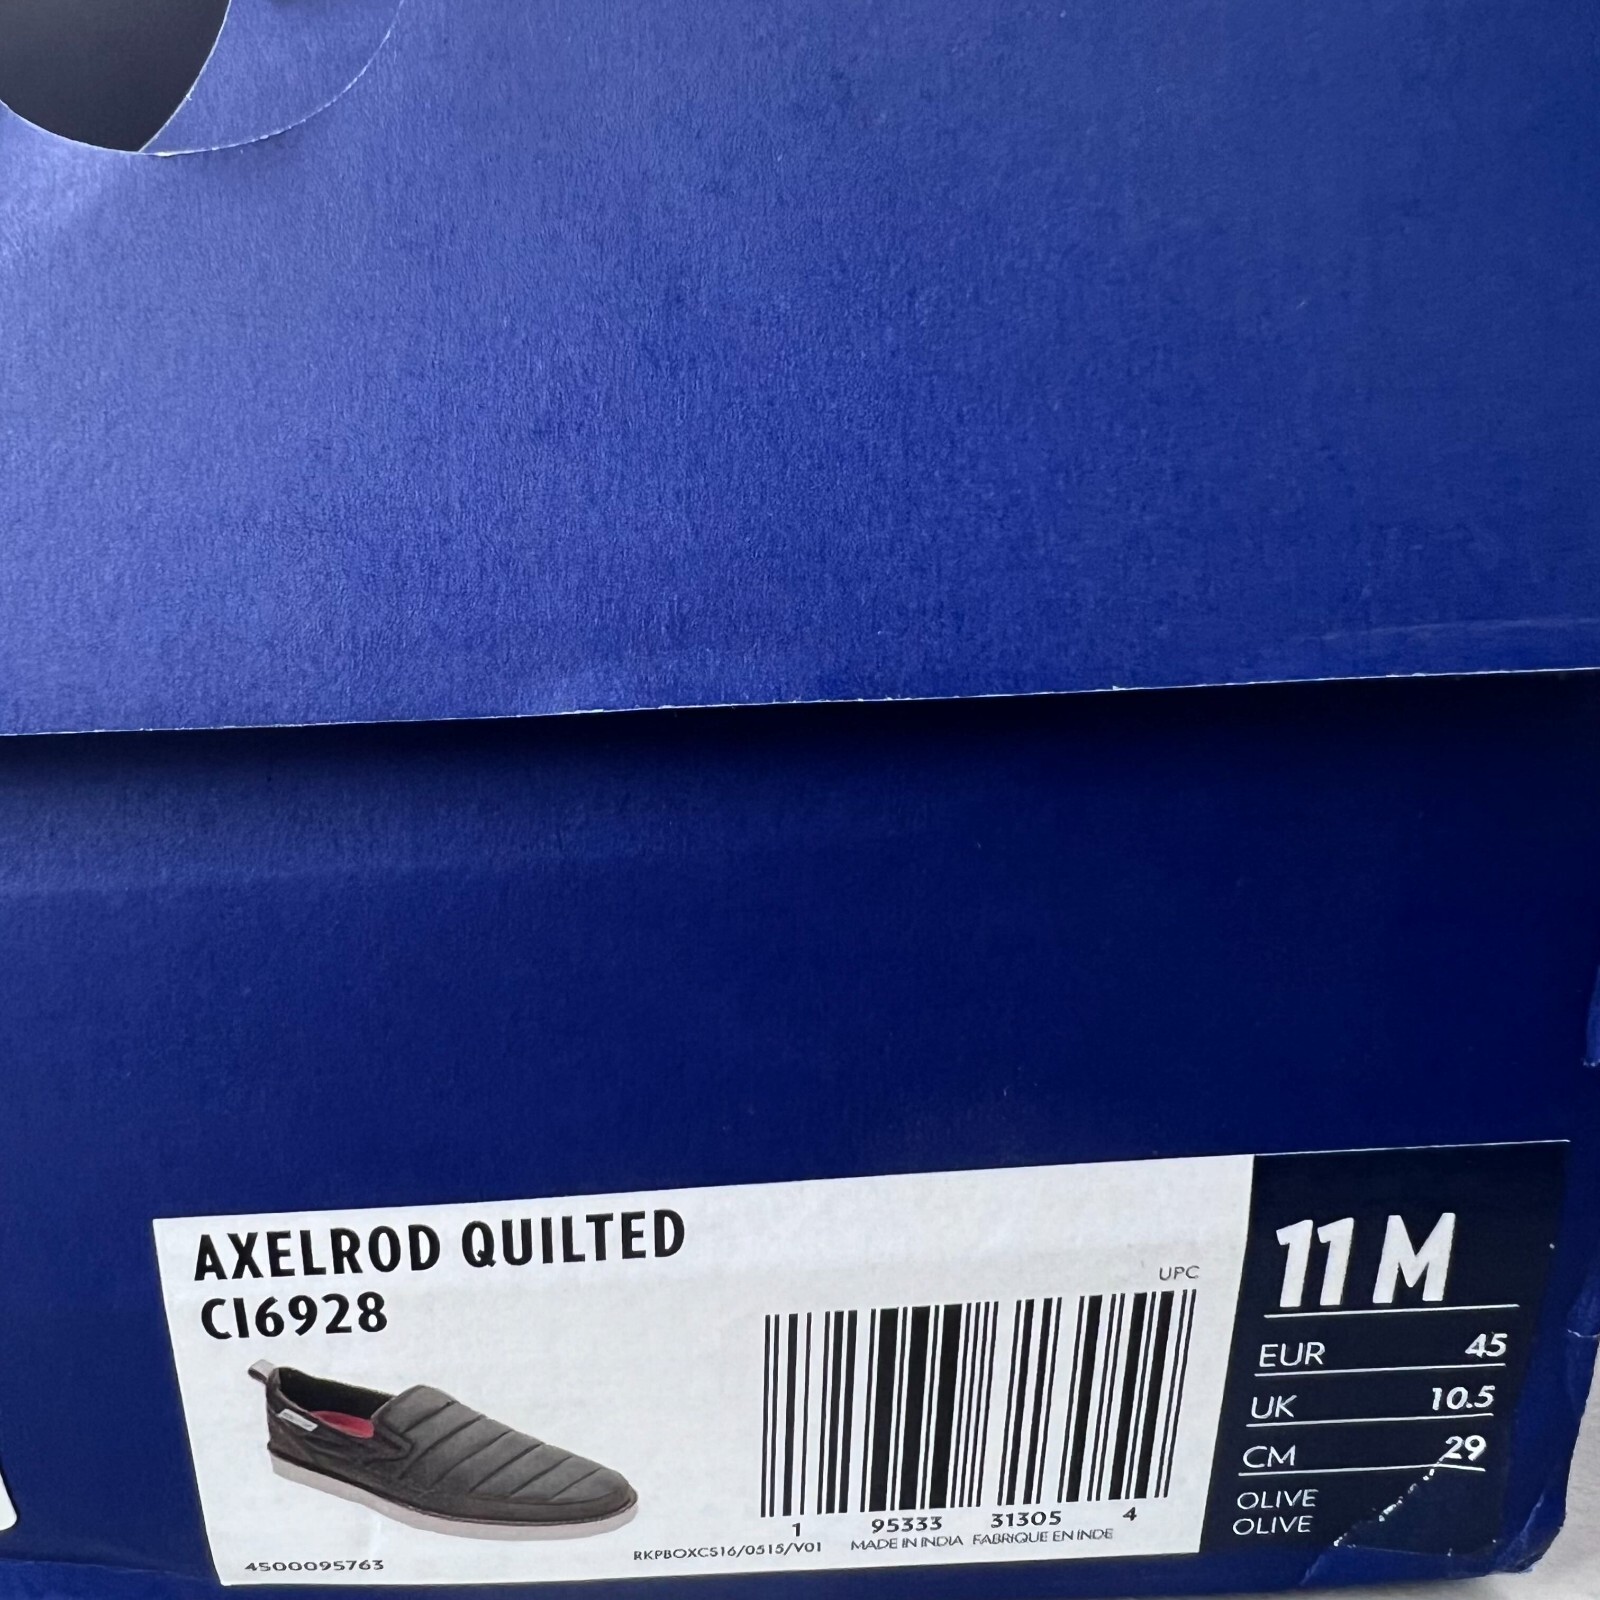 AXELROD QUILTED
CI6928
UPC
1 95333 31305 4
4500095763
RKPBOXCS16/0515/V01
MADE IN INDIA FABRIQUE EN INDE
11 M
EUR 45
UK 10.5
CM 29
OLIVE
OLIVE